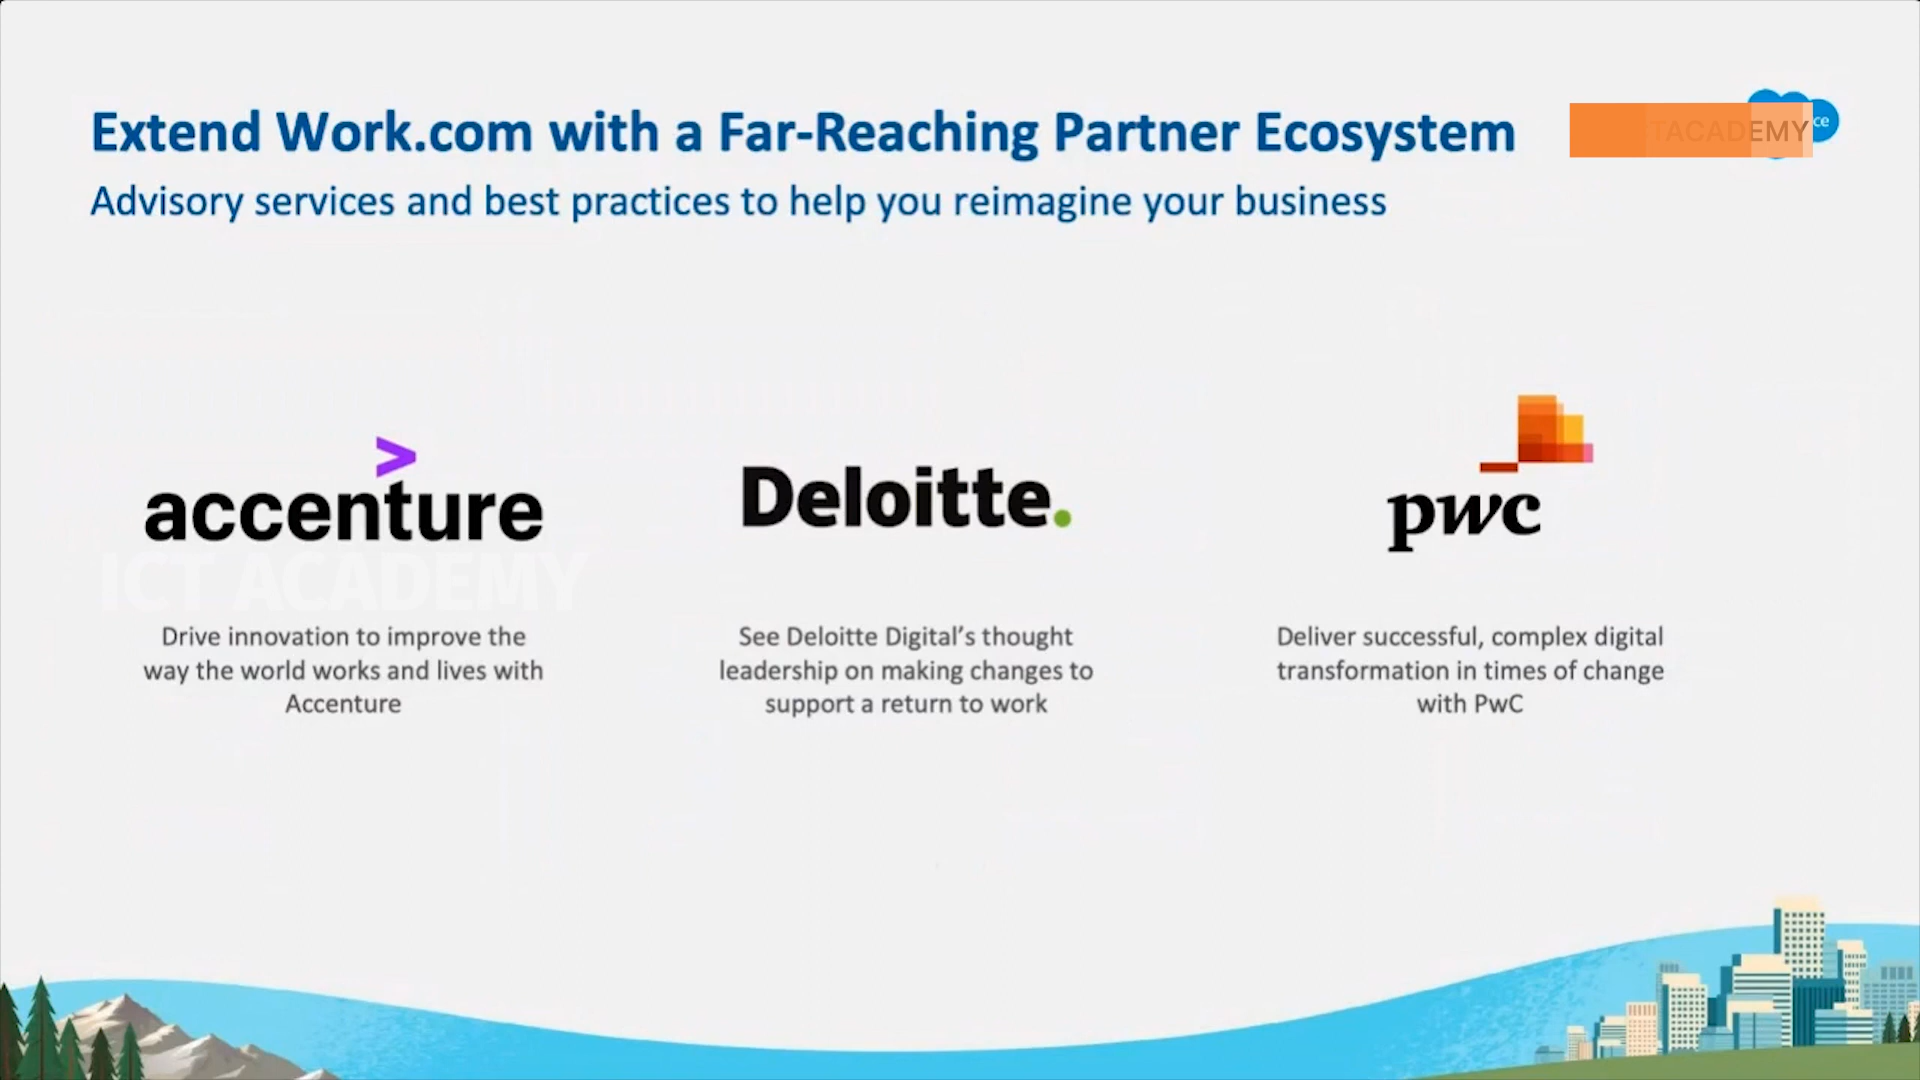 Extend Work.com with a Far-Reaching Partner Ecosystem
TACADEMY
ce
Advisory services and best practices to help you reimagine your business
accenture
Deloitte.
pwc
ICT ACADEMY
Drive innovation to improve the
way the world works and lives with
Accenture
See Deloitte Digital’s thought
leadership on making changes to
support a return to work
Deliver successful, complex digital
transformation in times of change
with PwC